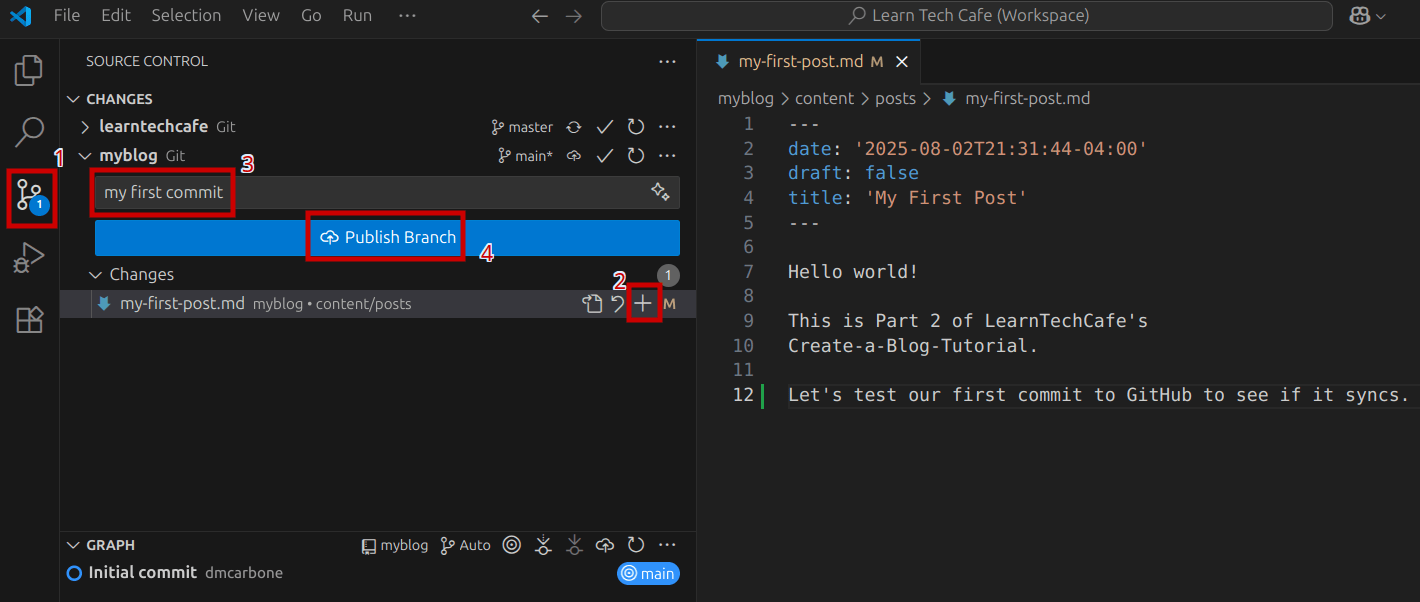 File Edit Selection View Go Run ··· Learn Tech Cafe (Workspace)
SOURCE CONTROL ···
CHANGES
learntechcafe Git master ···
1 myblog Git main* ···
3
1 my first commit
Publish Branch
4
Changes 1
2
my-first-post.md myblog • content/posts M
GRAPH myblog Auto ···
Initial commit dmcarbone main
my-first-post.md M
myblog > content > posts > my-first-post.md
1 ---
2 date: '2025-08-02T21:31:44-04:00'
3 draft: false
4 title: 'My First Post'
5 ---
6
7 Hello world!
8
9 This is Part 2 of LearnTechCafe's
10 Create-a-Blog-Tutorial.
11
12 Let's test our first commit to GitHub to see if it syncs.